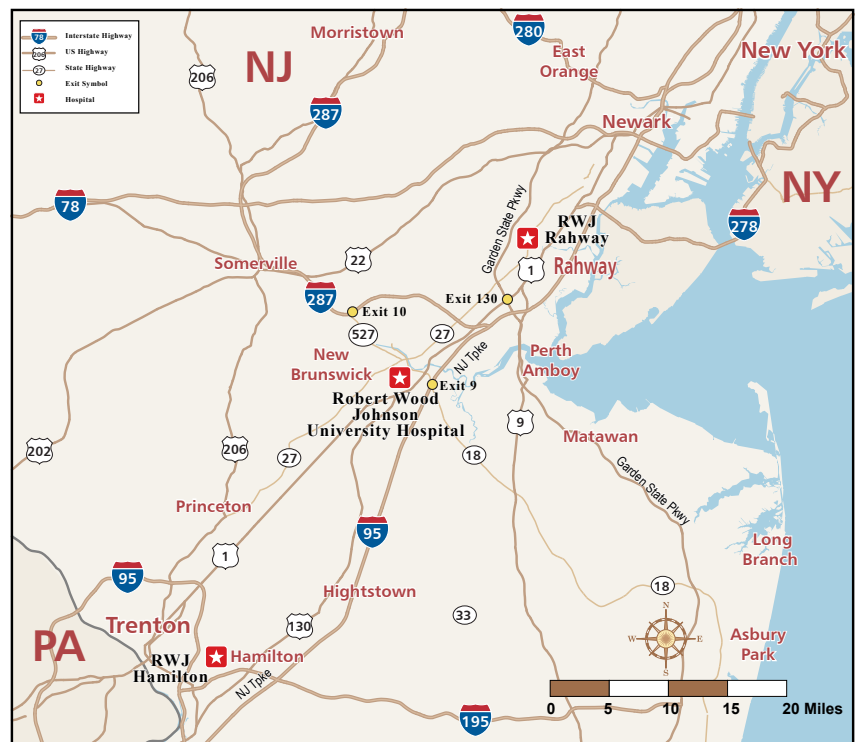 78 Interstate Highway
206 US Highway
27 State Highway
Exit Symbol
Hospital
NJ
Morristown
280
East
Orange
New York
206
287
Newark
NY
78
Garden State Pkwy
RWJ
Rahway
278
22
Somerville
1
Rahway
287
Exit 130
Exit 10
527
27
NJ Tpke
New
Brunswick
Perth
Amboy
Exit 9
Robert Wood
Johnson
University Hospital
9
Matawan
202
206
27
18
Garden State Pkwy
Princeton
95
Long
Branch
1
95
Hightstown
18
33
130
Trenton
N
W
E
S
Asbury
Park
PA
RWJ
Hamilton
Hamilton
NJ Tpke
195
0 5 10 15 20 Miles